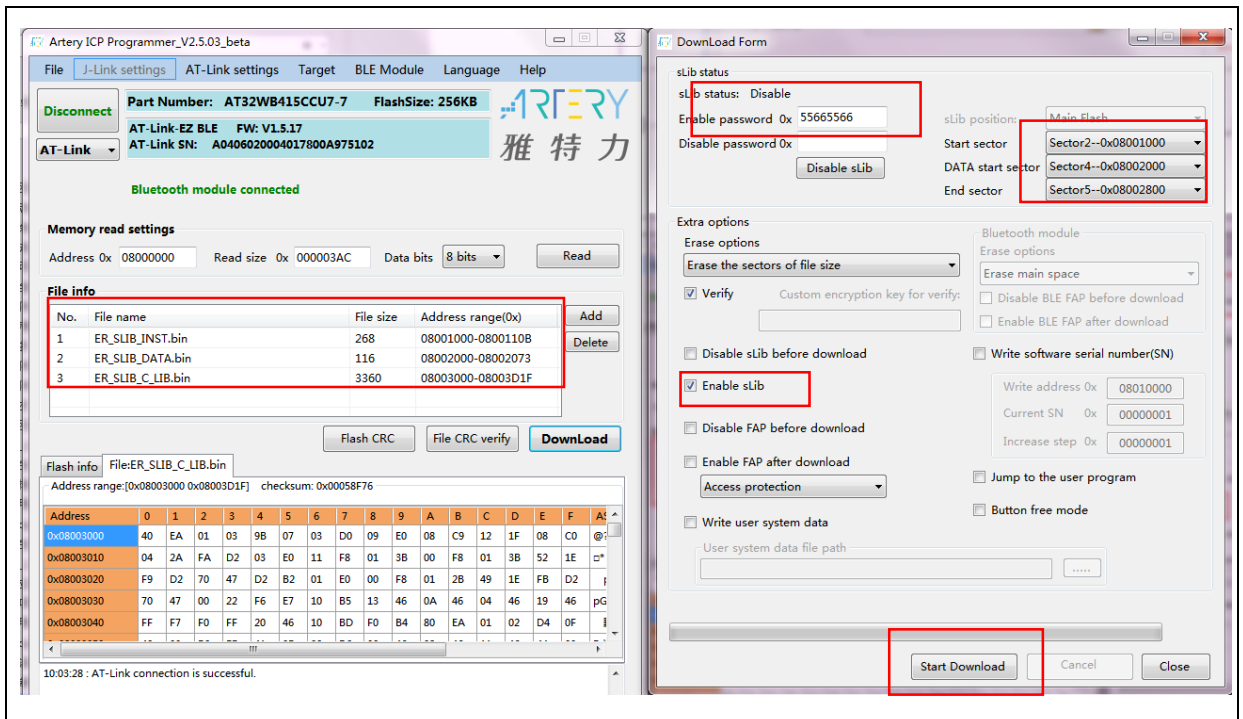 Artery ICP Programmer_V2.5.03_beta
File J-Link settings AT-Link settings Target BLE Module Language Help
Disconnect
Part Number: AT32WB415CCU7-7 FlashSize: 256KB
AT-Link-EZ BLE FW: V1.5.17
AT-Link AT-Link SN: A0406020004017800A975102
ARTERY
雅特力
Bluetooth module connected
Memory read settings
Address 0x 08000000 Read size 0x 000003AC Data bits 8 bits Read
File info
No. File name File size Address range(0x) Add
1 ER_SLIB_INST.bin 268 08001000-0800110B
Delete
2 ER_SLIB_DATA.bin 116 08002000-08002073
3 ER_SLIB_C_LIB.bin 3360 08003000-08003D1F
Flash CRC File CRC verify DownLoad
Flash info File:ER_SLIB_C_LIB.bin
Address range:[0x08003000 0x08003D1F] checksum: 0x00058F76
Address 0 1 2 3 4 5 6 7 8 9 A B C D E F
0x08003000 40 EA 01 03 9B 07 03 D0 09 E0 08 C9 12 1F 08 C0
0x08003010 04 2A FA D2 03 E0 11 F8 01 3B 00 F8 01 3B 52 1E
0x08003020 F9 D2 70 47 D2 B2 01 E0 00 F8 01 2B 49 1E FB D2
0x08003030 70 47 00 22 F6 E7 10 B5 13 46 0A 46 04 46 19 46 pG
0x08003040 FF F7 F0 FF 20 46 10 BD F0 B4 80 EA 01 02 D4 0F
10:03:28 : AT-Link connection is successful.
DownLoad Form
sLib status
sLib status: Disable
Enable password 0x 55665566 sLib position: Main Flash
Disable password 0x Start sector Sector2--0x08001000
Disable sLib DATA start sector Sector4--0x08002000
End sector Sector5--0x08002800
Extra options
Erase options
Erase the sectors of file size
Verify Custom encryption key for verify:
Bluetooth module
Erase options
Erase main space
Disable BLE FAP before download
Enable BLE FAP after download
Disable sLib before download
Enable sLib
Disable FAP before download
Enable FAP after download
Access protection
Write user system data
User system data file path
.....
Write software serial number(SN)
Write address 0x 08010000
Current SN 0x 00000001
Increase step 0x 00000001
Jump to the user program
Button free mode
Start Download Cancel Close